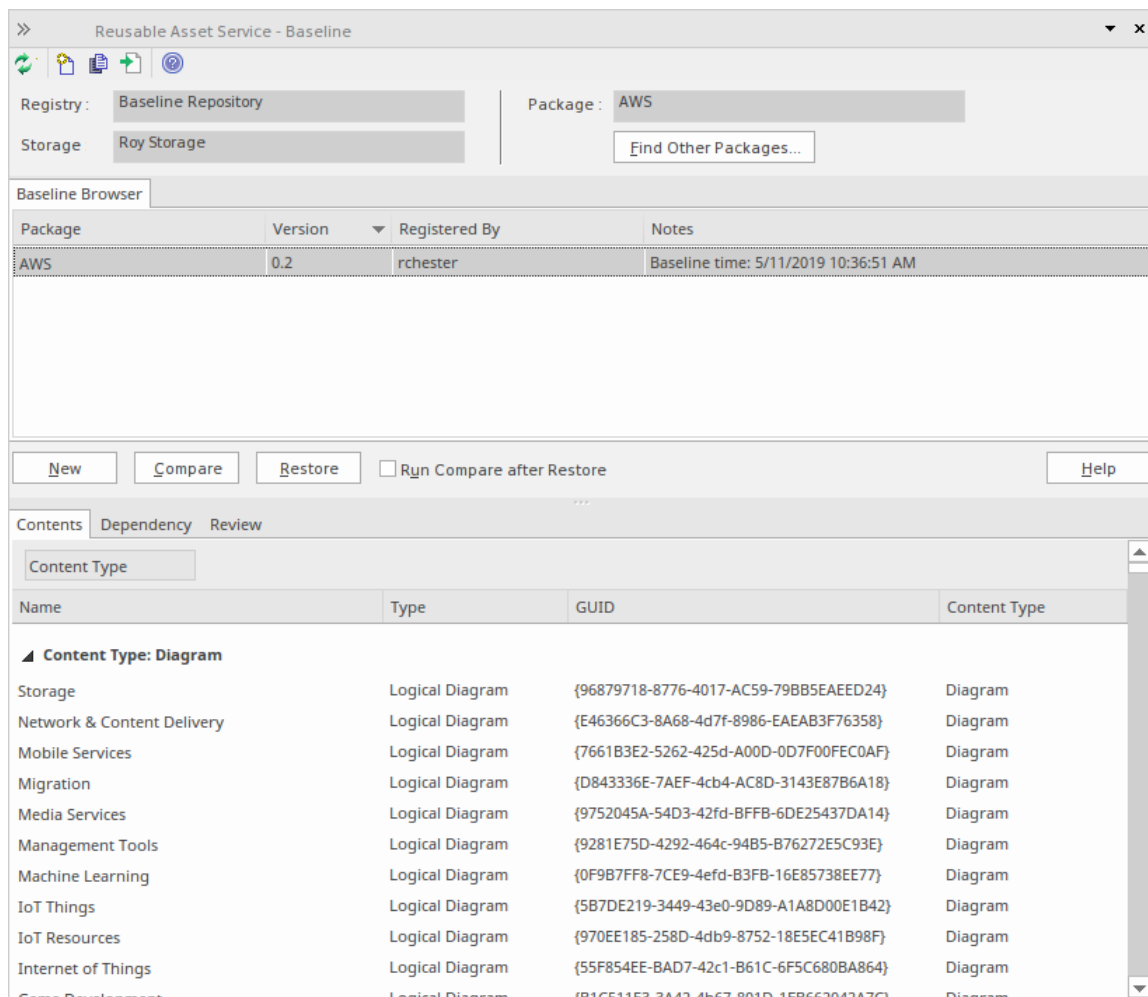 Reusable Asset Service - Baseline
Registry : Baseline Repository Package : AWS
Storage Roy Storage Find Other Packages...
Baseline Browser
Package Version Registered By Notes
AWS 0.2 rchester Baseline time: 5/11/2019 10:36:51 AM
New Compare Restore Run Compare after Restore Help
Contents Dependency Review
Content Type
Name Type GUID Content Type
Content Type: Diagram
Storage Logical Diagram {96879718-8776-4017-AC59-79BB5EAEED24} Diagram
Network & Content Delivery Logical Diagram {E46366C3-8A68-4d7f-8986-EAEAB3F76358} Diagram
Mobile Services Logical Diagram {7661B3E2-5262-425d-A00D-0D7F00FEC0AF} Diagram
Migration Logical Diagram {D843336E-7AEF-4cb4-AC8D-3143E87B6A18} Diagram
Media Services Logical Diagram {9752045A-54D3-42fd-BFFB-6DE25437DA14} Diagram
Management Tools Logical Diagram {9281E75D-4292-464c-94B5-B76272E5C93E} Diagram
Machine Learning Logical Diagram {0F9B7FF8-7CE9-4efd-B3FB-16E85738EE77} Diagram
IoT Things Logical Diagram {5B7DE219-3449-43e0-9D89-A1A8D00E1B42} Diagram
IoT Resources Logical Diagram {970EE185-258D-4db9-8752-18E5EC41B98F} Diagram
Internet of Things Logical Diagram {55F854EE-BAD7-42c1-B61C-6F5C680BA864} Diagram
Game Development Logical Diagram Diagram